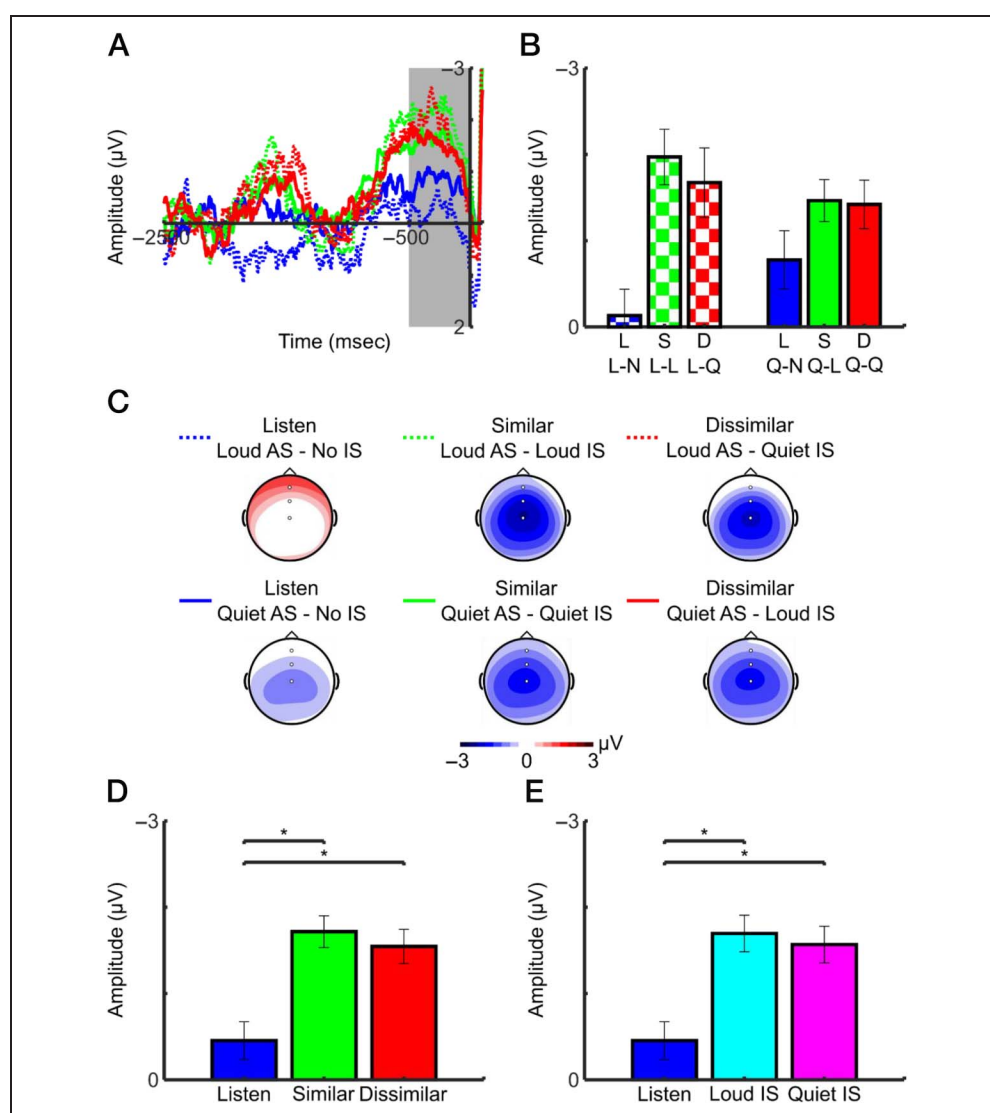 A
B
–3
–3
Amplitude (µV)
Amplitude (µV)
–2500
–500
2
Time (msec)
0
L S D L S D
L-N L-L L-Q Q-N Q-L Q-Q
C
Listen
Loud AS - No IS
Similar
Loud AS - Loud IS
Dissimilar
Loud AS - Quiet IS
Listen
Quiet AS - No IS
Similar
Quiet AS - Quiet IS
Dissimilar
Quiet AS - Loud IS
µV
–3 0 3
D
–3
Amplitude (µV)
*
*
0
Listen Similar Dissimilar
E
–3
Amplitude (µV)
*
*
0
Listen Loud IS Quiet IS